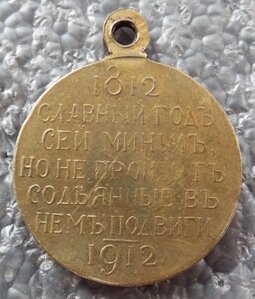 1812
СЛАВНЫЙ ГОДЪ
СЕЙ МИНУЛЪ
НО НЕ ПРОЙДУТЪ
СОДѢЯННЫЕ ВЪ
НЕМЪ ПОДВИГИ
1912.